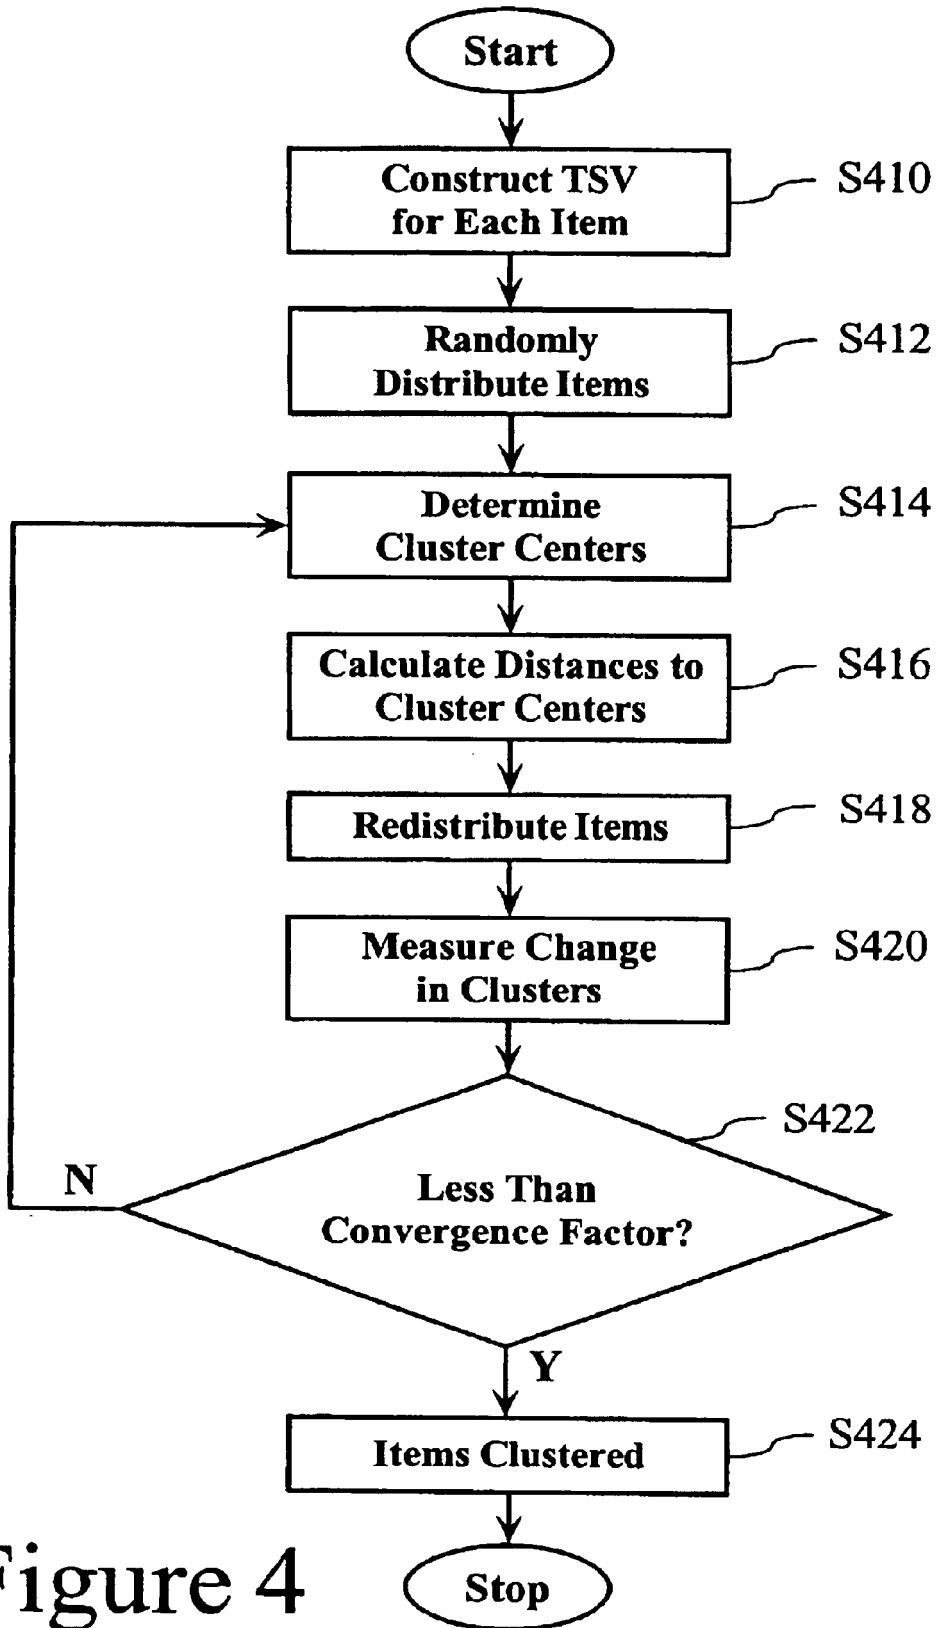 Start
Construct TSV
for Each Item
S410
Randomly
Distribute Items
S412
Determine
Cluster Centers
S414
Calculate Distances to
Cluster Centers
S416
Redistribute Items
S418
Measure Change
in Clusters
S420
Less Than
Convergence Factor?
S422
N
Y
Items Clustered
S424
Stop
Figure 4